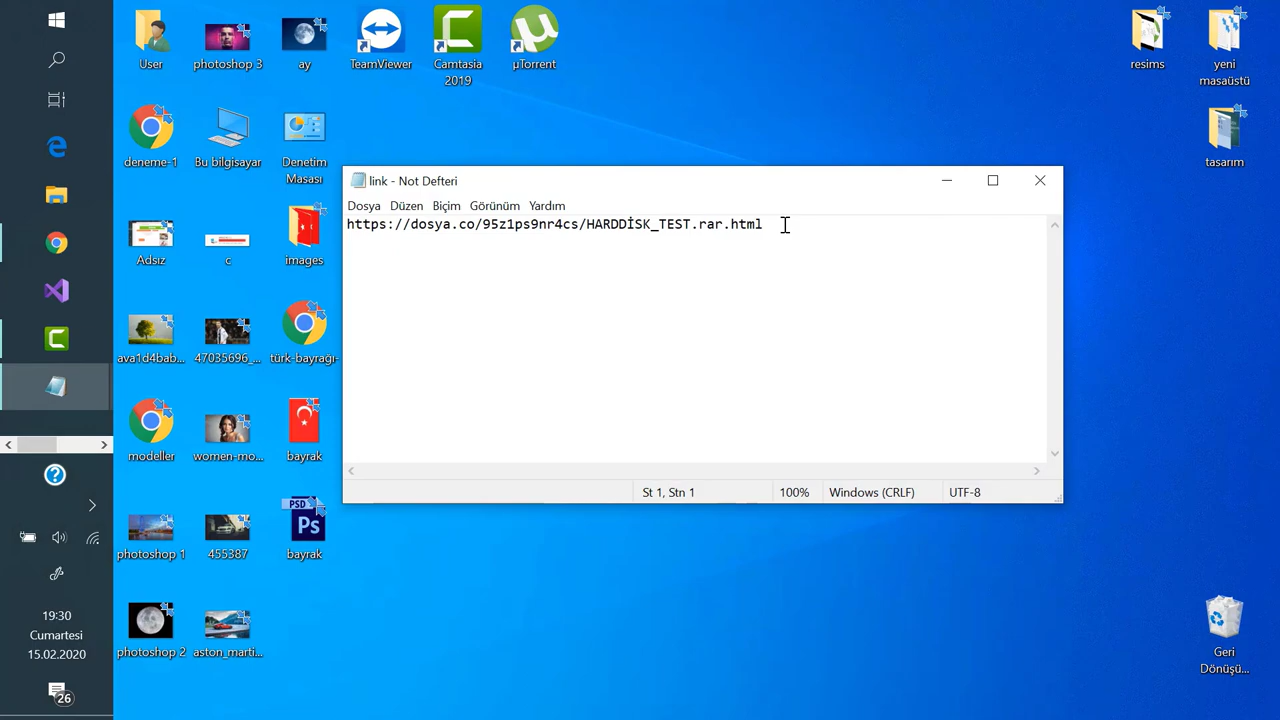 User
photoshop 3
ay
TeamViewer
Camtasia
2019
µTorrent
resims
yeni
masaüstü
deneme-1
Bu bilgisayar
Denetim
Masası
tasarım
link - Not Defteri
Dosya Düzen Biçim Görünüm Yardım
https://dosya.co/95z1ps9nr4cs/HARDDİSK_TEST.rar.html
Adsız
c
images
ava1d4bab...
47035696_...
türk-bayrağı-
modeller
women-mo...
bayrak
St 1, Stn 1
100%
Windows (CRLF)
UTF-8
PSD
Ps
photoshop 1
455387
bayrak
photoshop 2
aston_marti...
Geri
Dönüşü...
19:30
Cumartesi
15.02.2020
26